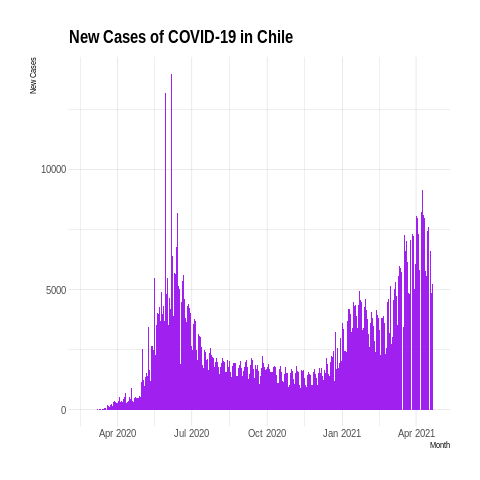 New Cases of COVID-19 in Chile
New Cases
10000
5000
0
Apr 2020 Jul 2020 Oct 2020 Jan 2021 Apr 2021
Month